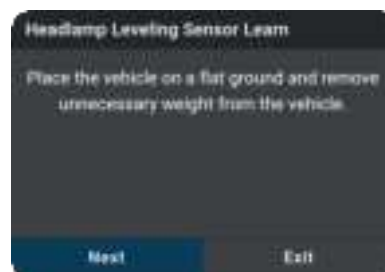 Headlamp Leveling Sensor Learn
Place the vehicle on a flat ground and remove
unnecessary weight from the vehicle.
Next
Exit